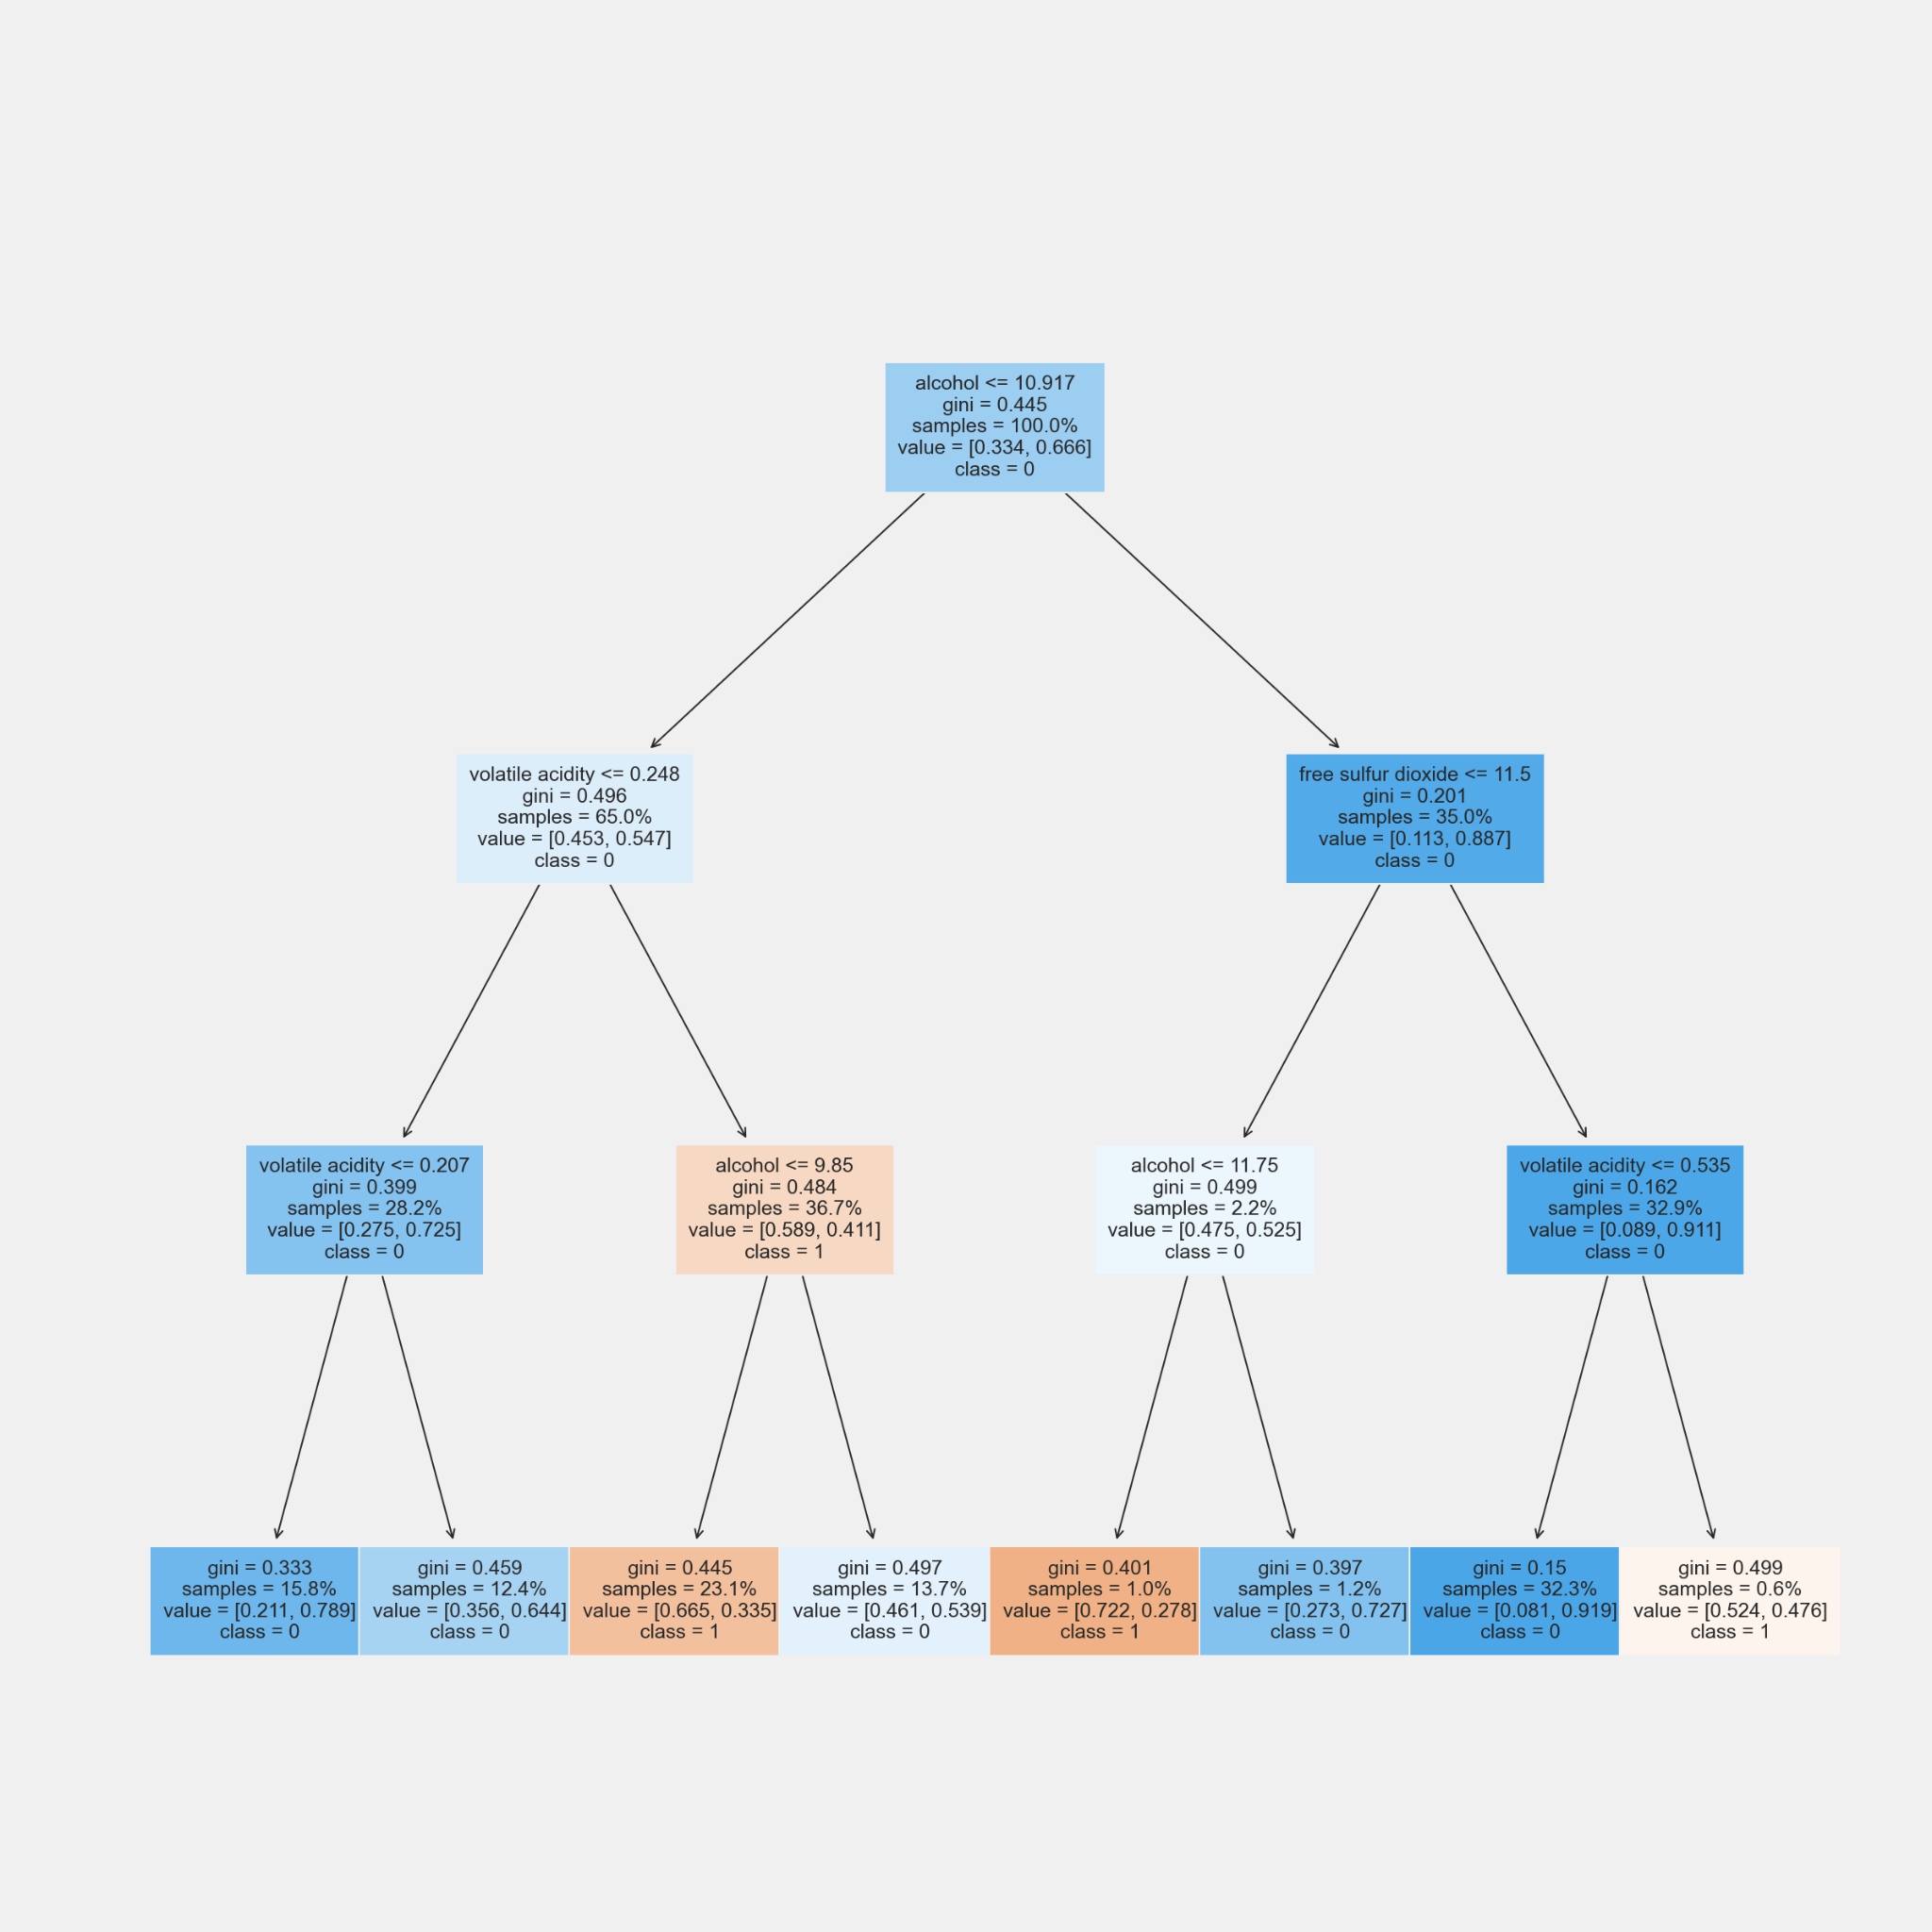 alcohol <= 10.917
gini = 0.445
samples = 100.0%
value = [0.334, 0.666]
class = 0
volatile acidity <= 0.248
gini = 0.496
samples = 65.0%
value = [0.453, 0.547]
class = 0
free sulfur dioxide <= 11.5
gini = 0.201
samples = 35.0%
value = [0.113, 0.887]
class = 0
volatile acidity <= 0.207
gini = 0.399
samples = 28.2%
value = [0.275, 0.725]
class = 0
alcohol <= 9.85
gini = 0.484
samples = 36.7%
value = [0.589, 0.411]
class = 1
alcohol <= 11.75
gini = 0.499
samples = 2.2%
value = [0.475, 0.525]
class = 0
volatile acidity <= 0.535
gini = 0.162
samples = 32.9%
value = [0.089, 0.911]
class = 0
gini = 0.333
samples = 15.8%
value = [0.211, 0.789]
class = 0
gini = 0.459
samples = 12.4%
value = [0.356, 0.644]
class = 0
gini = 0.445
samples = 23.1%
value = [0.665, 0.335]
class = 1
gini = 0.497
samples = 13.7%
value = [0.461, 0.539]
class = 0
gini = 0.401
samples = 1.0%
value = [0.722, 0.278]
class = 1
gini = 0.397
samples = 1.2%
value = [0.273, 0.727]
class = 0
gini = 0.15
samples = 32.3%
value = [0.081, 0.919]
class = 0
gini = 0.499
samples = 0.6%
value = [0.524, 0.476]
class = 1